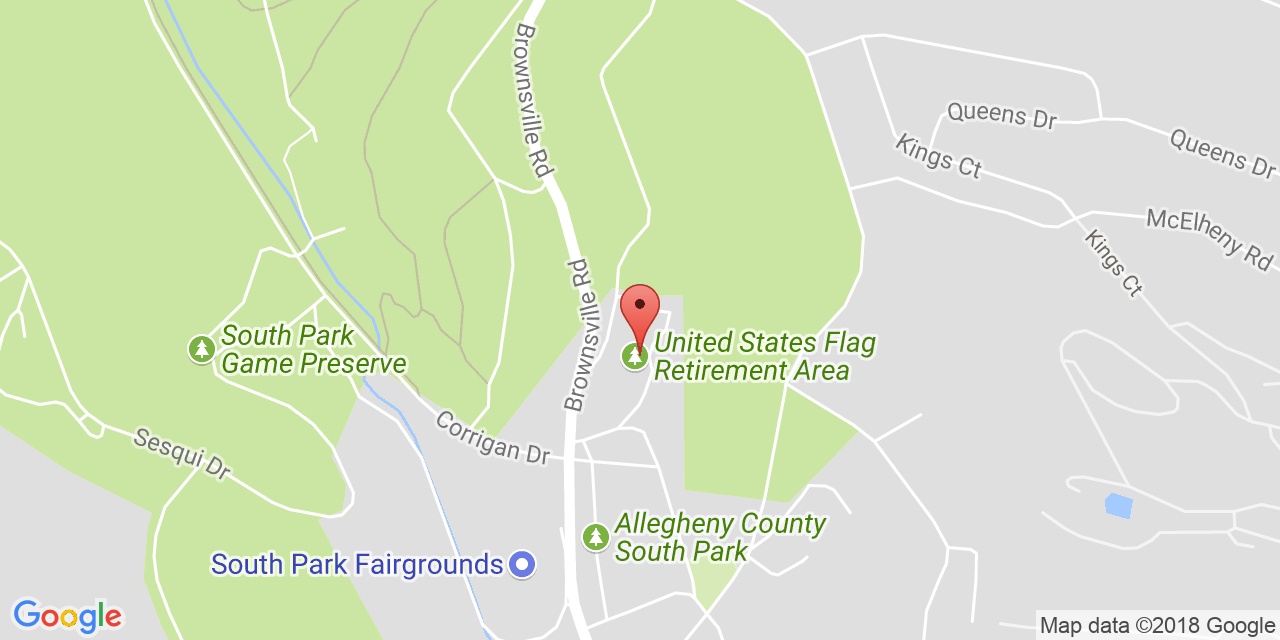 Brownsville Rd
Queens Dr
Queens Dr
Kings Ct
McElheny Rd
Kings Ct
Brownsville Rd
South Park
Game Preserve
United States Flag
Retirement Area
Corrigan Dr
Sesqui Dr
Allegheny County
South Park
South Park Fairgrounds
Google
Map data ©2018 Google